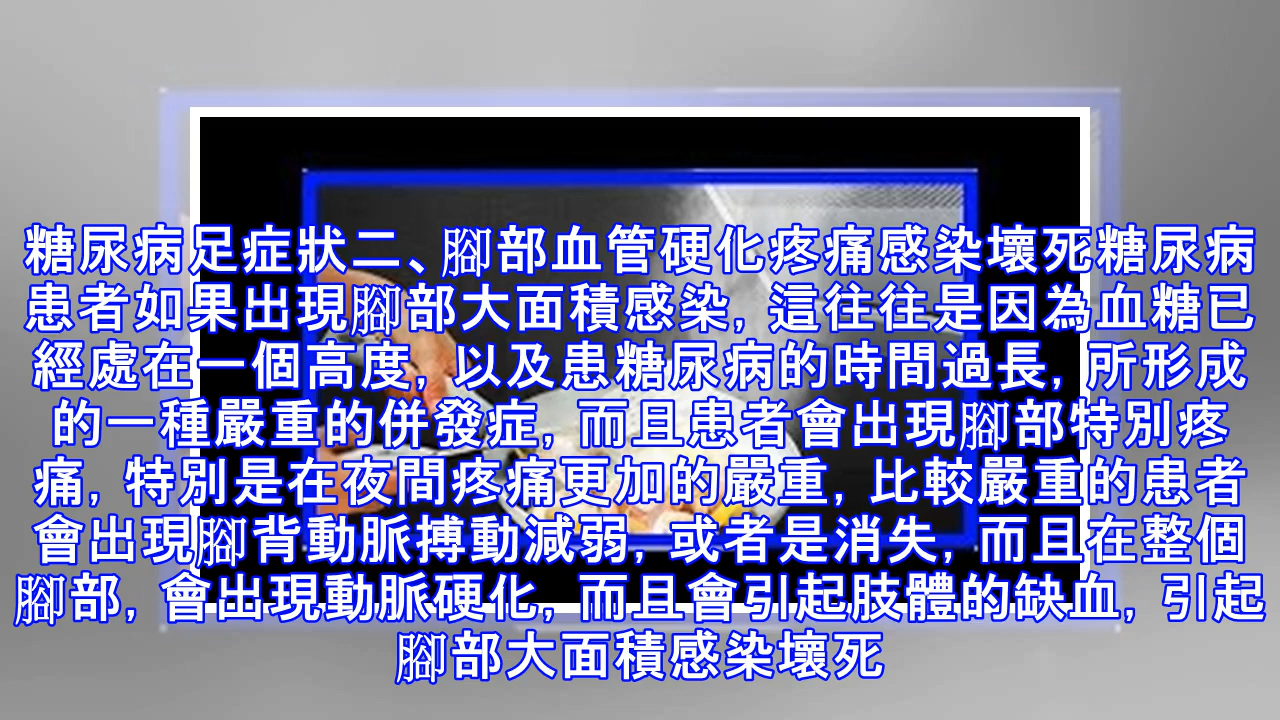 糖尿病足症狀二、腳部血管硬化疼痛感染壞死糖尿病
患者如果出現腳部大面積感染, 這往往是因為血糖已
經處在一個高度, 以及患糖尿病的時間過長, 所形成
的一種嚴重的併發症, 而且患者會出現腳部特別疼
痛, 特別是在夜間疼痛更加的嚴重, 比較嚴重的患者
會出現腳背動脈搏動減弱, 或者是消失, 而且在整個
腳部, 會出現動脈硬化, 而且會引起肢體的缺血, 引起
腳部大面積感染壞死